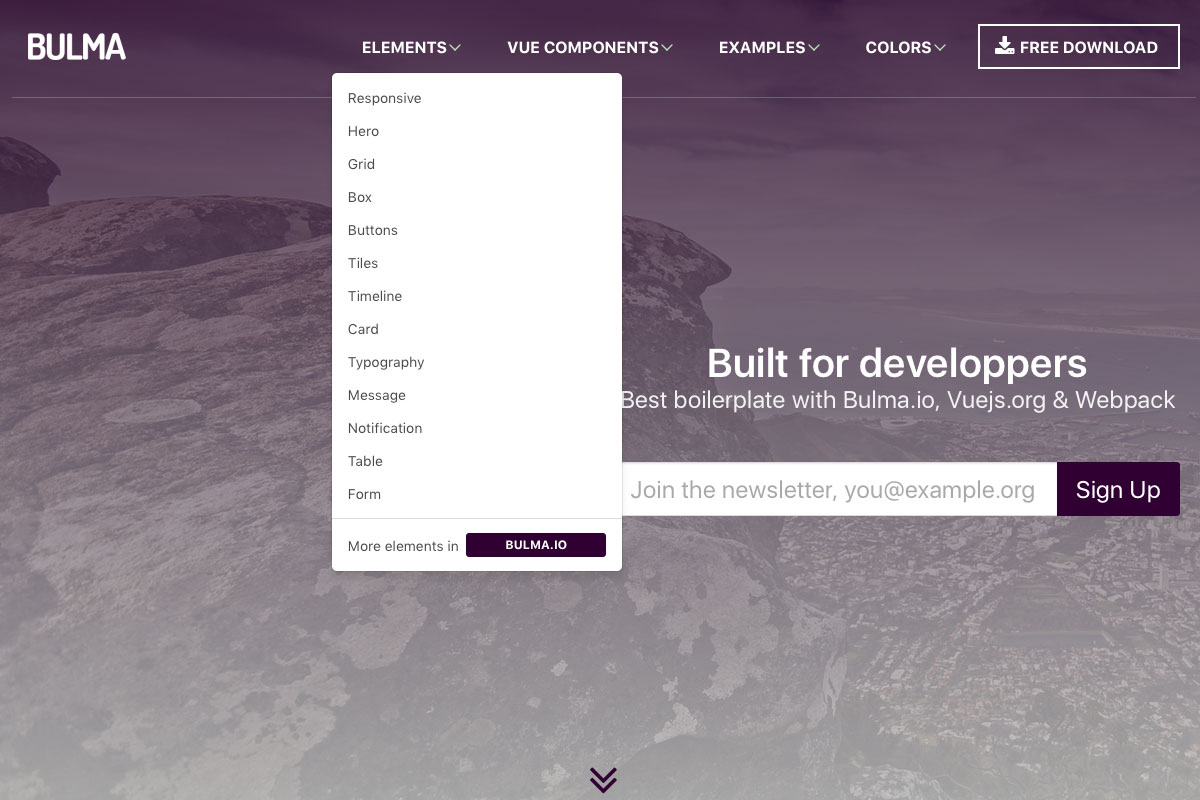 BULMA
ELEMENTS
VUE COMPONENTS
EXAMPLES
COLORS
FREE DOWNLOAD
Responsive
Hero
Grid
Box
Buttons
Tiles
Timeline
Card
Typography
Message
Notification
Table
Form
More elements in BULMA.IO
Built for developpers
Best boilerplate with Bulma.io, Vuejs.org & Webpack
Join the newsletter, you@example.org
Sign Up